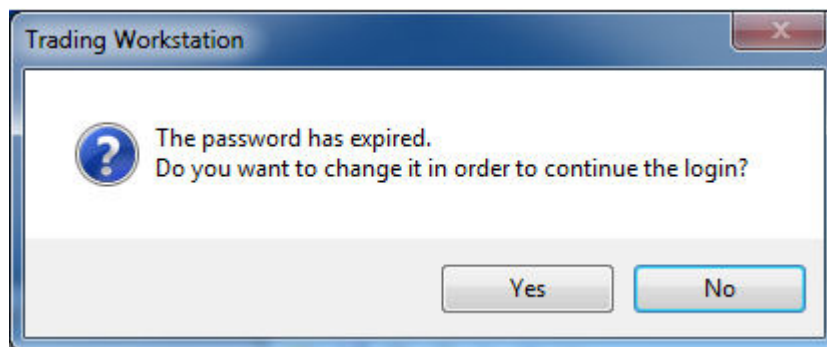 Trading Workstation
The password has expired.
Do you want to change it in order to continue the login?
Yes No